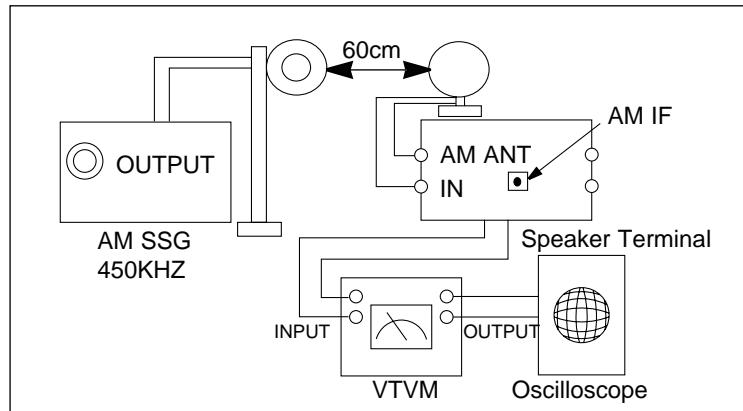 60cm
AM IF
OUTPUT
AM ANT
IN
AM SSG
450KHZ
Speaker Terminal
INPUT
OUTPUT
VTVM
Oscilloscope